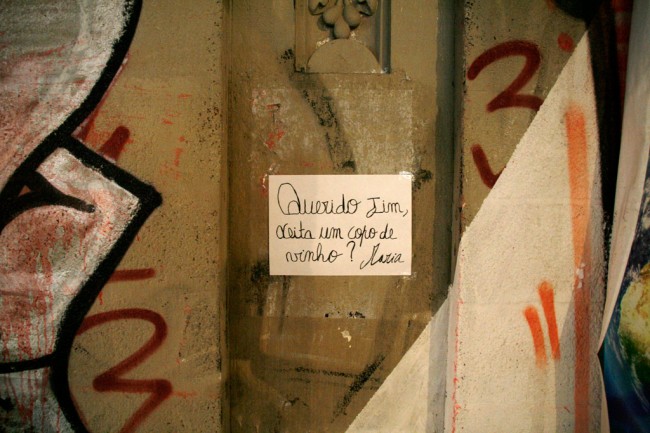 Querido Jim,
aceita um copo de
vinho? Maria